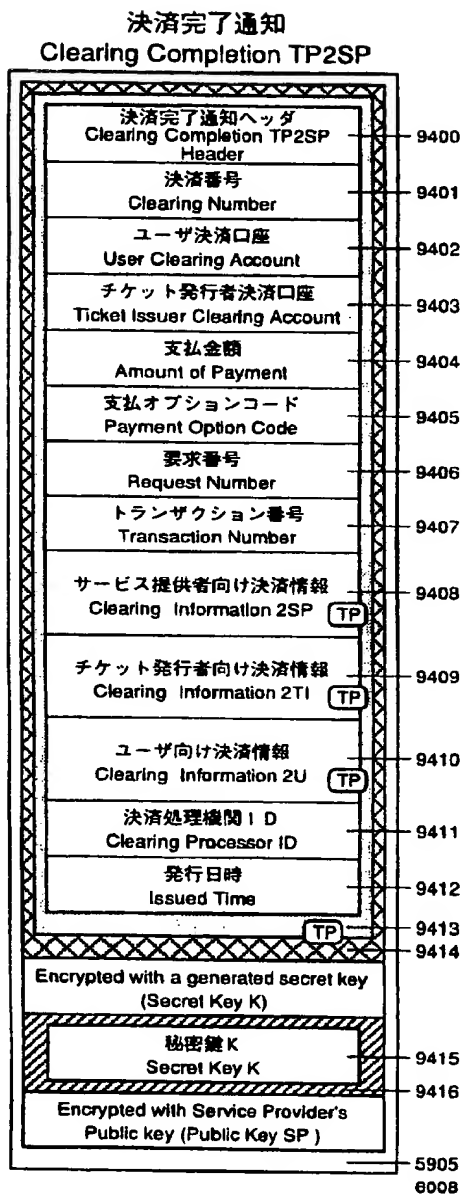 決済完了通知
Clearing Completion TP2SP
決済完了通知ヘッダ
Clearing Completion TP2SP
Header
9400
決済番号
Clearing Number
9401
ユーザ決済口座
User Clearing Account
9402
チケット発行者決済口座
Ticket Issuer Clearing Account
9403
支払金額
Amount of Payment
9404
支払オプションコード
Payment Option Code
9405
要求番号
Request Number
9406
トランザクション番号
Transaction Number
9407
サービス提供者向け決済情報
Clearing Information 2SP
TP
9408
チケット発行者向け決済情報
Clearing Information 2TI
TP
9409
ユーザ向け決済情報
Clearing Information 2U
TP
9410
決済処理機関ID
Clearing Processor ID
9411
発行日時
Issued Time
9412
TP
9413
9414
Encrypted with a generated secret key
(Secret Key K)
秘密鍵K
Secret Key K
9415
9416
Encrypted with Service Provider's
Public key (Public Key SP )
5905
6008